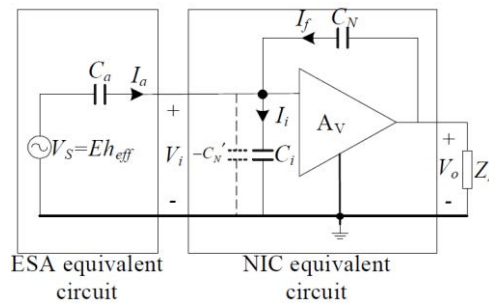 I_f
C_N
C_a
I_a
+
I_i
A_V
+
V_S=Eh_eff
V_i
-C_N'
C_i
V_o
-
-
ESA equivalent
circuit
NIC equivalent
circuit